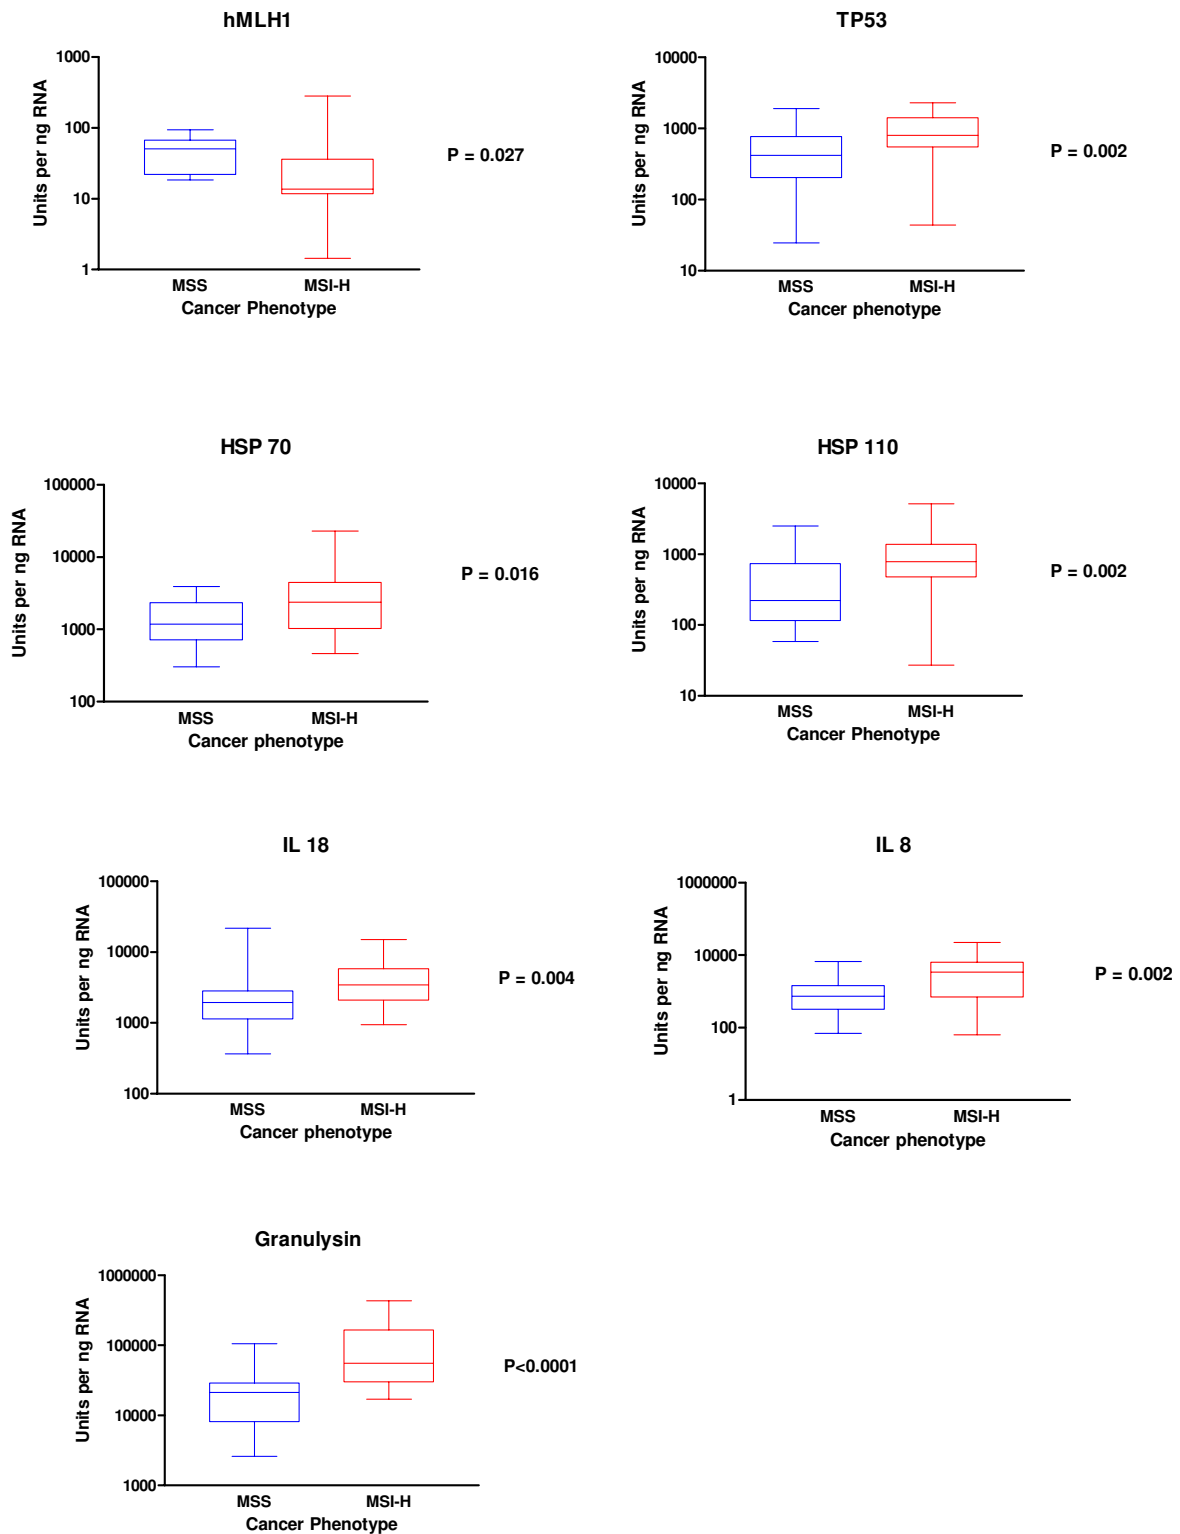 hMLH1
1000
100
10
1
Units per ng RNA
MSS
MSI-H
Cancer Phenotype
P = 0.027
TP53
10000
1000
100
10
Units per ng RNA
MSS
MSI-H
Cancer phenotype
P = 0.002
HSP 70
100000
10000
1000
100
Units per ng RNA
MSS
MSI-H
Cancer phenotype
P = 0.016
HSP 110
10000
1000
100
10
Units per ng RNA
MSS
MSI-H
Cancer Phenotype
P = 0.002
IL 18
100000
10000
1000
100
Units per ng RNA
MSS
MSI-H
Cancer phenotype
P = 0.004
IL 8
1000000
10000
100
1
Units per ng RNA
MSS
MSI-H
Cancer phenotype
P = 0.002
Granulysin
1000000
100000
10000
1000
Units per ng RNA
MSS
MSI-H
Cancer Phenotype
P<0.0001